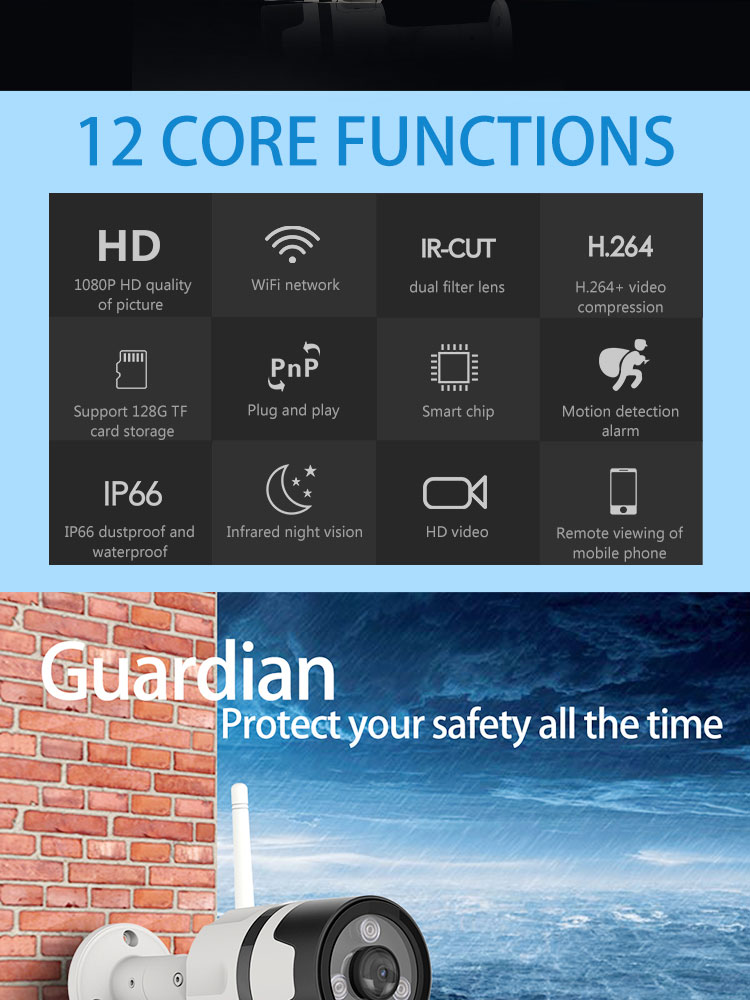 12 CORE FUNCTIONS
HD
1080P HD quality
of picture
WiFi network
IR-CUT
dual filter lens
H.264
H.264+ video
compression
Support 128G TF
card storage
PnP
Plug and play
Smart chip
Motion detection
alarm
IP66
IP66 dustproof and
waterproof
Infrared night vision
HD video
Remote viewing of
mobile phone
Guardian
Protect your safety all the time